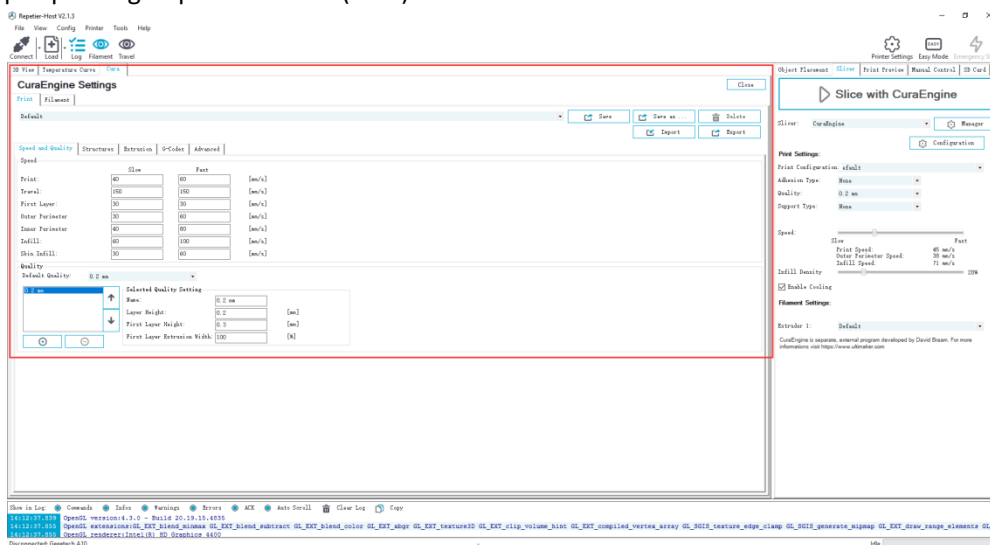 Repetier-Host V2.1.3
File View Config Printer Tools Help
Connect Load Log Filament Travel
Printer Settings Easy Mode Emergency S
3D View Temperature Curve Cura
Object Placement Slicer Print Preview Manual Control SD Card
CuraEngine Settings
Close
Print Filament
Slice with CuraEngine
Default
Save Save as ... Delete
Import Export
Slicer: CuraEngine Manager
Configuration
Speed and Quality Structures Extrusion G-Codes Advanced
Print Settings:
Speed
Slow Fast
Print: 40 60 [mm/s]
Travel: 150 150 [mm/s]
First Layer: 30 30 [mm/s]
Outer Perimeter 30 60 [mm/s]
Inner Perimeter 40 60 [mm/s]
Infill: 60 100 [mm/s]
Skin Infill: 30 60 [mm/s]
Print Configuration: efault
Adhesion Type: None
Quality: 0.2 mm
Support Type: None
Speed:
Slow Fast
Print Speed: 45 mm/s
Outer Perimeter Speed: 38 mm/s
Infill Speed: 71 mm/s
Infill Density 20%
Enable Cooling
Quality
Default Quality: 0.2 mm
0.2 mm
Selected Quality Setting
Name: 0.2 mm
Layer Height: 0.2 [mm]
First Layer Height: 0.3 [mm]
First Layer Extrusion Width: 100 [%]
Filament Settings:
Extruder 1: Default
CuraEngine is separate, external program developed by David Braam. For more
informations visit https://www.ultimaker.com
Show in Log: Commands Infos Warnings Errors ACK Auto Scroll Clear Log Copy
14:12:37.839 OpenGL version:4.3.0 - Build 20.19.15.4835
14:12:37.855 OpenGL extensions:GL_EXT_blend_minmax GL_EXT_blend_subtract GL_EXT_blend_color GL_EXT_abgr GL_EXT_texture3D GL_EXT_clip_volume_hint GL_EXT_compiled_vertex_array GL_SGIS_texture_edge_clamp GL_SGIS_generate_mipmap GL_EXT_draw_range_elements GL
14:12:37.855 OpenGL renderer:Intel(R) HD Graphics 4400
Disconnected: Geeetech A10 - Idle